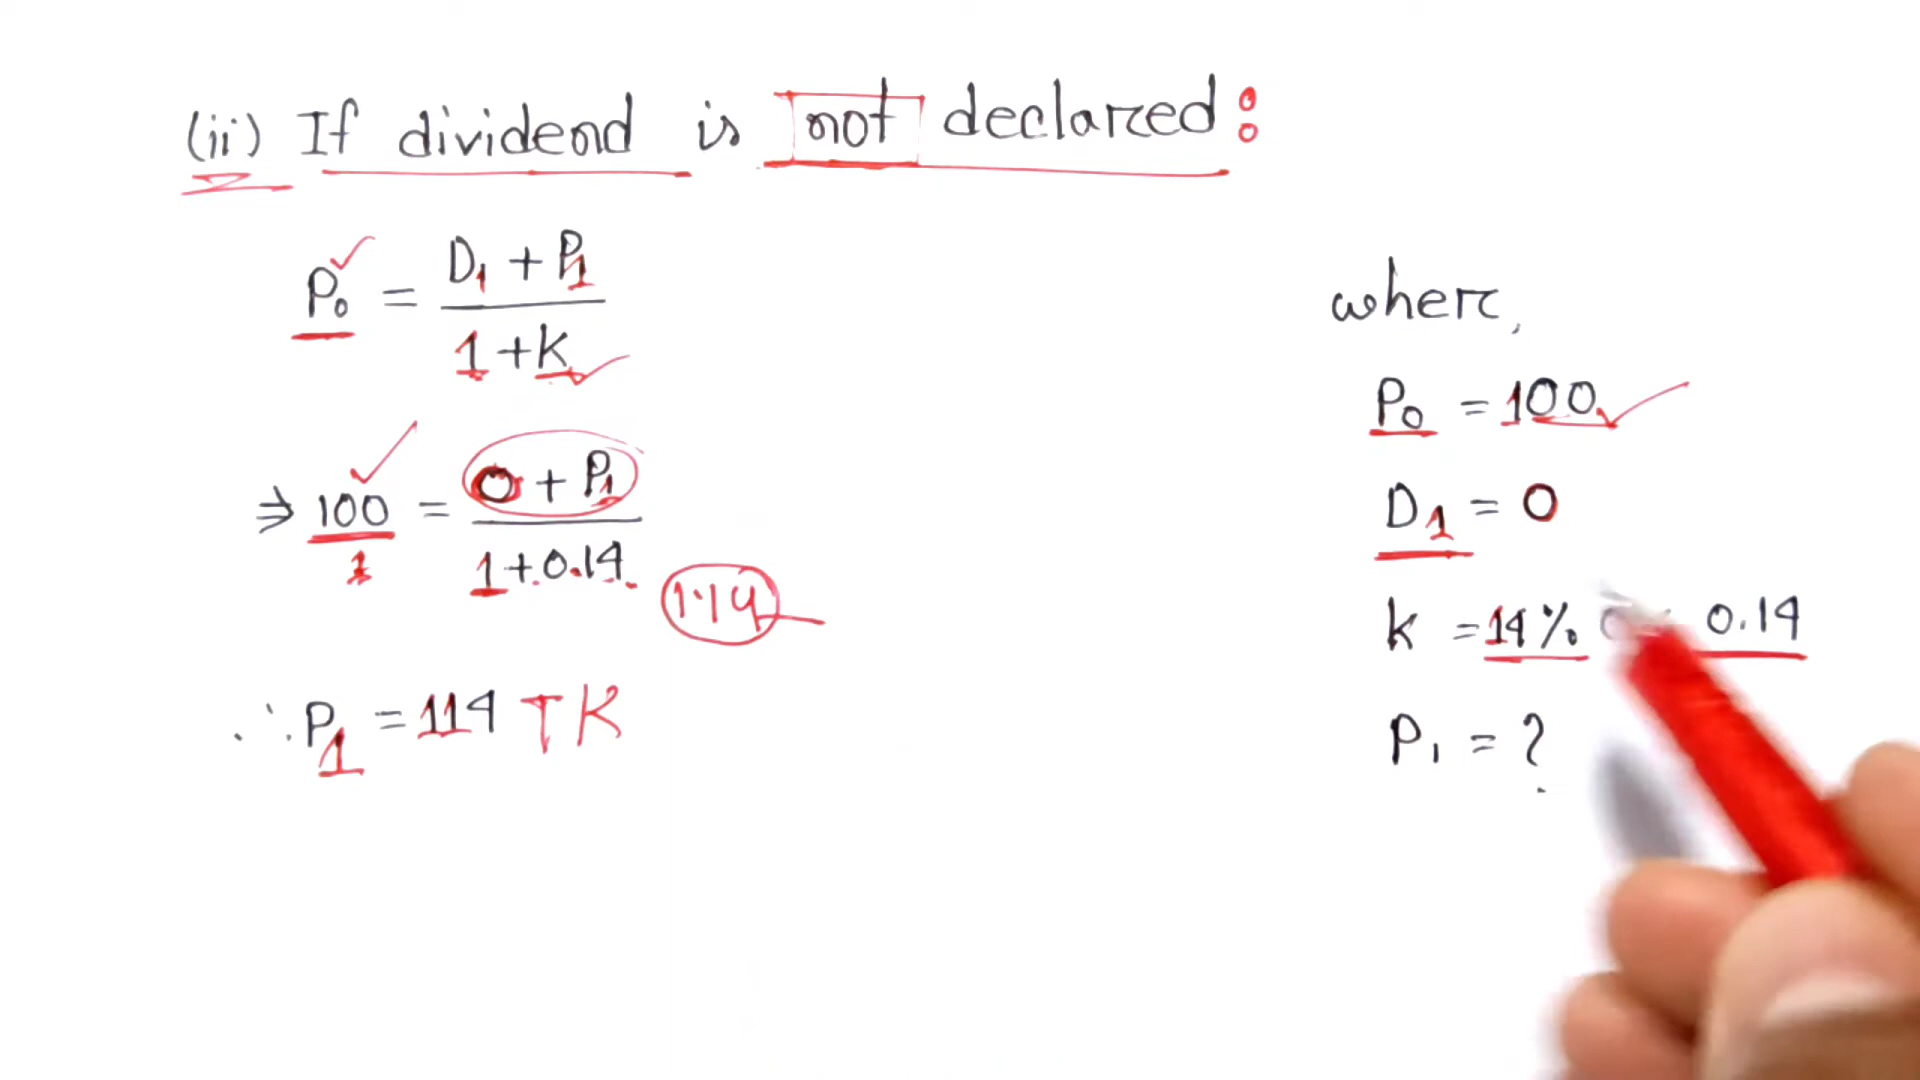 (ii) If dividend is not declared:
P₀ = (D₁ + P₁) / (1 + K)
⇒ 100 / 1 = (0 + P₁) / (1 + 0.14)
1.14
∴ P₁ = 114 TK
where,
P₀ = 100
D₁ = 0
k = 14% 0.14
P₁ = ?